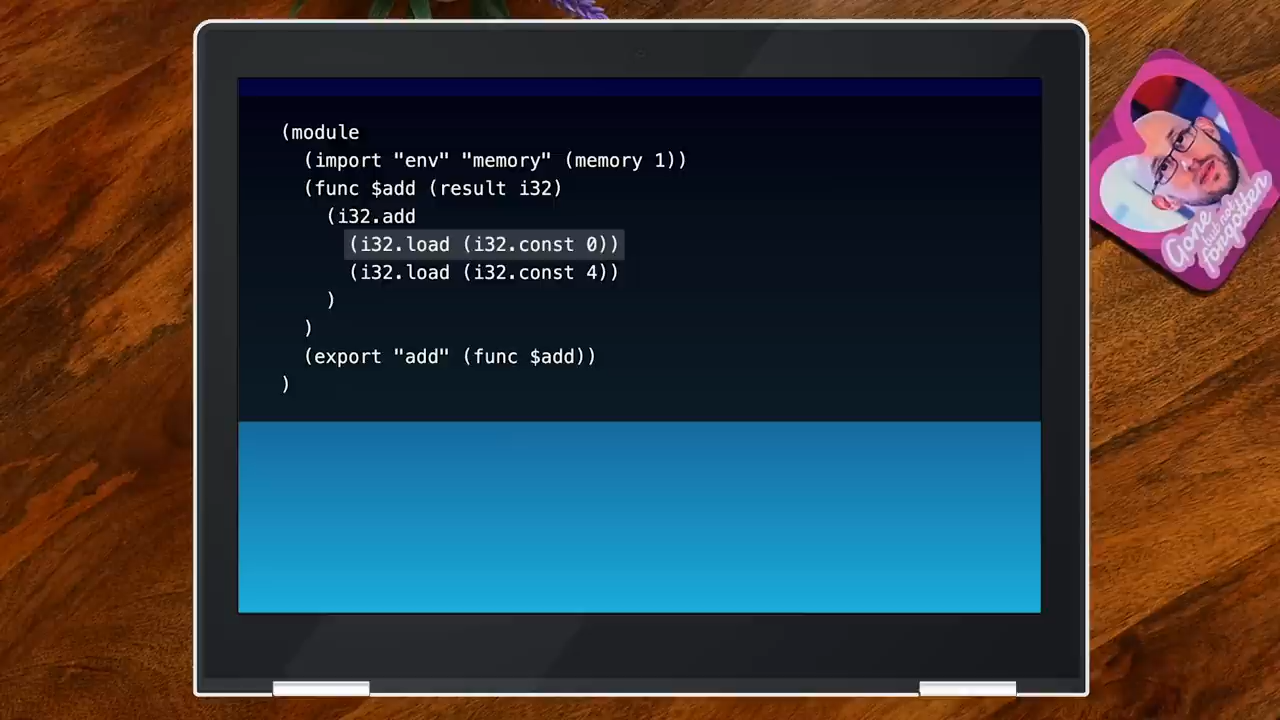 (module
  (import "env" "memory" (memory 1))
  (func $add (result i32)
    (i32.add
      (i32.load (i32.const 0))
      (i32.load (i32.const 4))
    )
  )
  (export "add" (func $add))
)
Gone
but not
forgotten